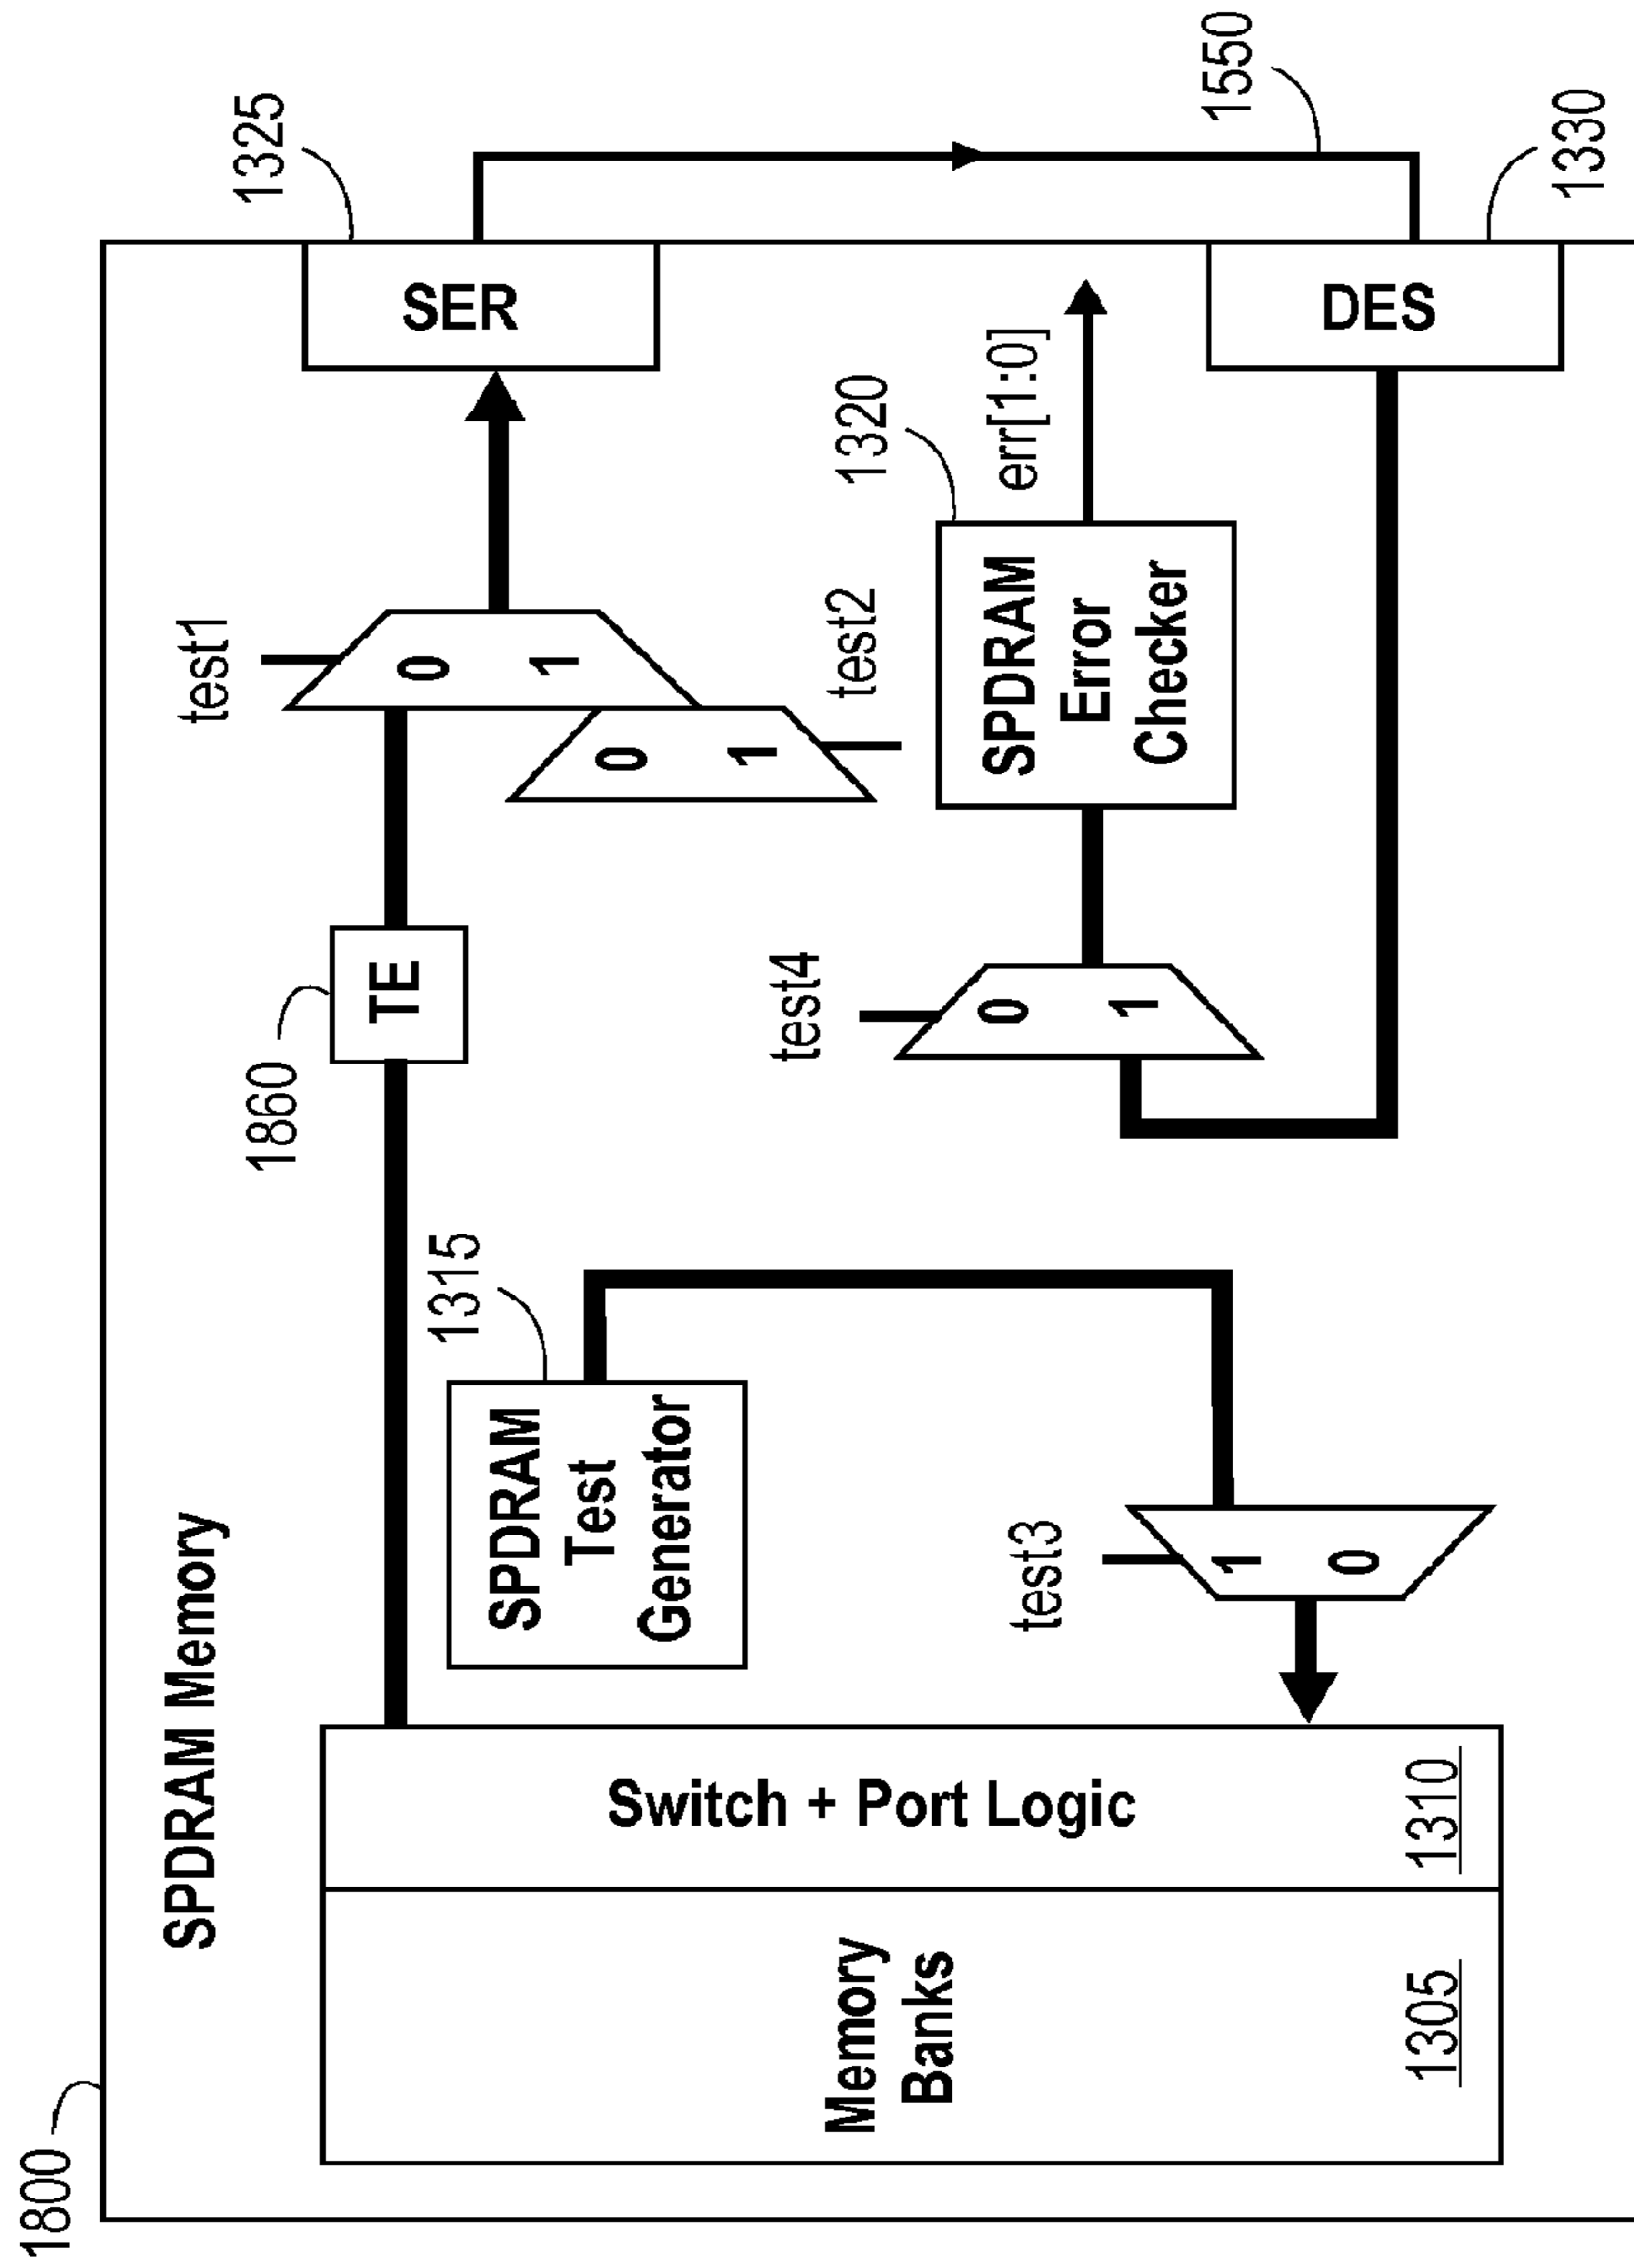 1800
SPDRAM Memory
Memory
Banks
1305
Switch + Port Logic
1310
SPDRAM
Test
Generator
1315
test3
1
0
1860
TE
test1
0
1
0
1
test2
test4
0
1
SPDRAM
Error
Checker
1320
err[1:0]
SER
1325
DES
1330
1550